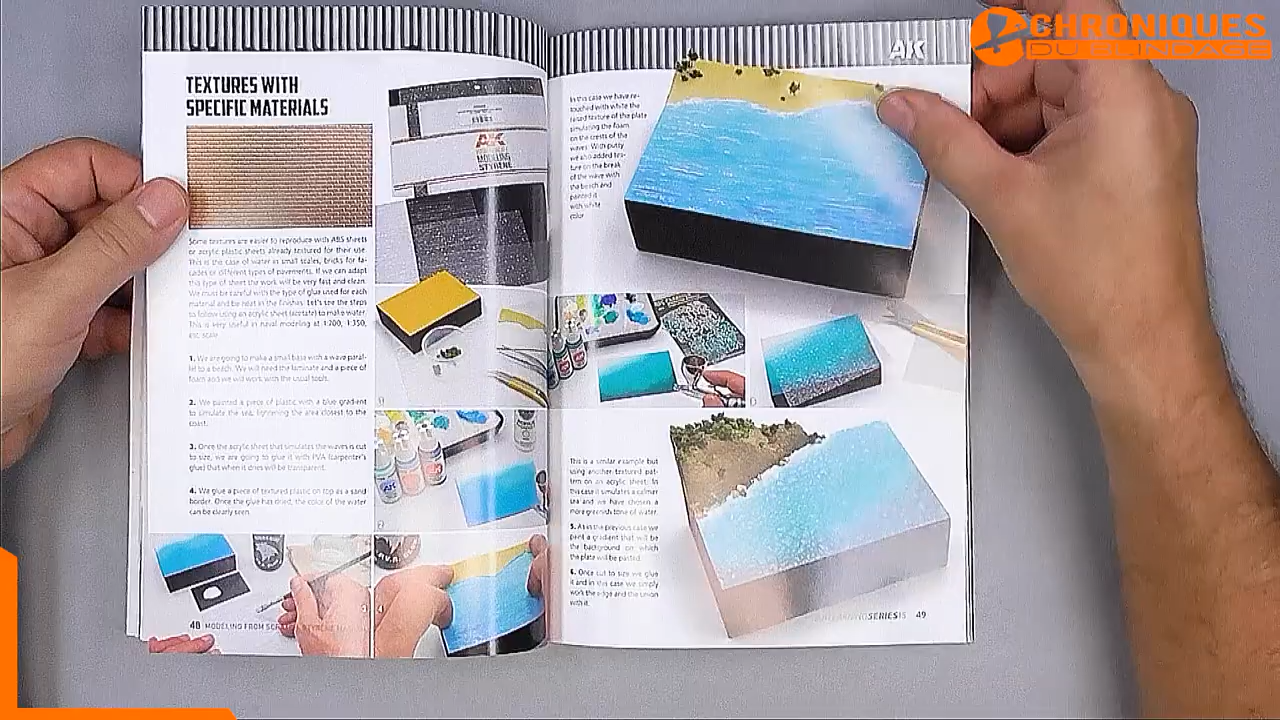 CHRONIQUES
DU BLINDAGE
AK
TEXTURES WITH
SPECIFIC MATERIALS
Some textures are easier to reproduce with ABS sheets
or acrylic plastic sheets already textured for their use.
This is the case of water in small scales, bricks for fa-
cades or different types of pavements. If we can adapt
this type of sheet the work will be very fast and clean.
We must be careful with the type of glue used for each
material and be neat in the finishes. Let's see the steps
to follow using an acrylic sheet (acetate) to make water.
This is very useful in naval modeling at 1:200, 1:350,
etc. scale
1. We are going to make a small base with a wave paral-
lel to a beach. We will need the laminate and a piece of
foam and we will work with the usual tools.
2. We painted a piece of plastic with a blue gradient
to simulate the sea, lightening the area closest to the
coast.
3. Once the acrylic sheet that simulates the waves is cut
to size, we are going to glue it with PVA (carpenter's
glue) that when it dries will be transparent.
4. We glue a piece of textured plastic on top as a sand
border. Once the glue has dried, the color of the water
can be clearly seen.
AK
MODELING
STYRENE
48 MODELING FROM SCRATCH
In this case we have re-
touched with white the
raised texture of the plate
simulating the foam
on the crests of the
waves. With putty
we also added tex-
ture on the break
of the wave with
the beach and
painted it
with white
color
This is a similar example but
using another textured pat-
tern on an acrylic sheet. In
this case it simulates a calmer
sea and we have chosen a
more greenish tone of water.
5. As in the previous case we
paint a gradient that will
be the background on which
the plate will be pasted.
6. Once cut to size we glue
it and in this case we simply
work the edge and the union
with it.
LEARNING SERIES 15 49